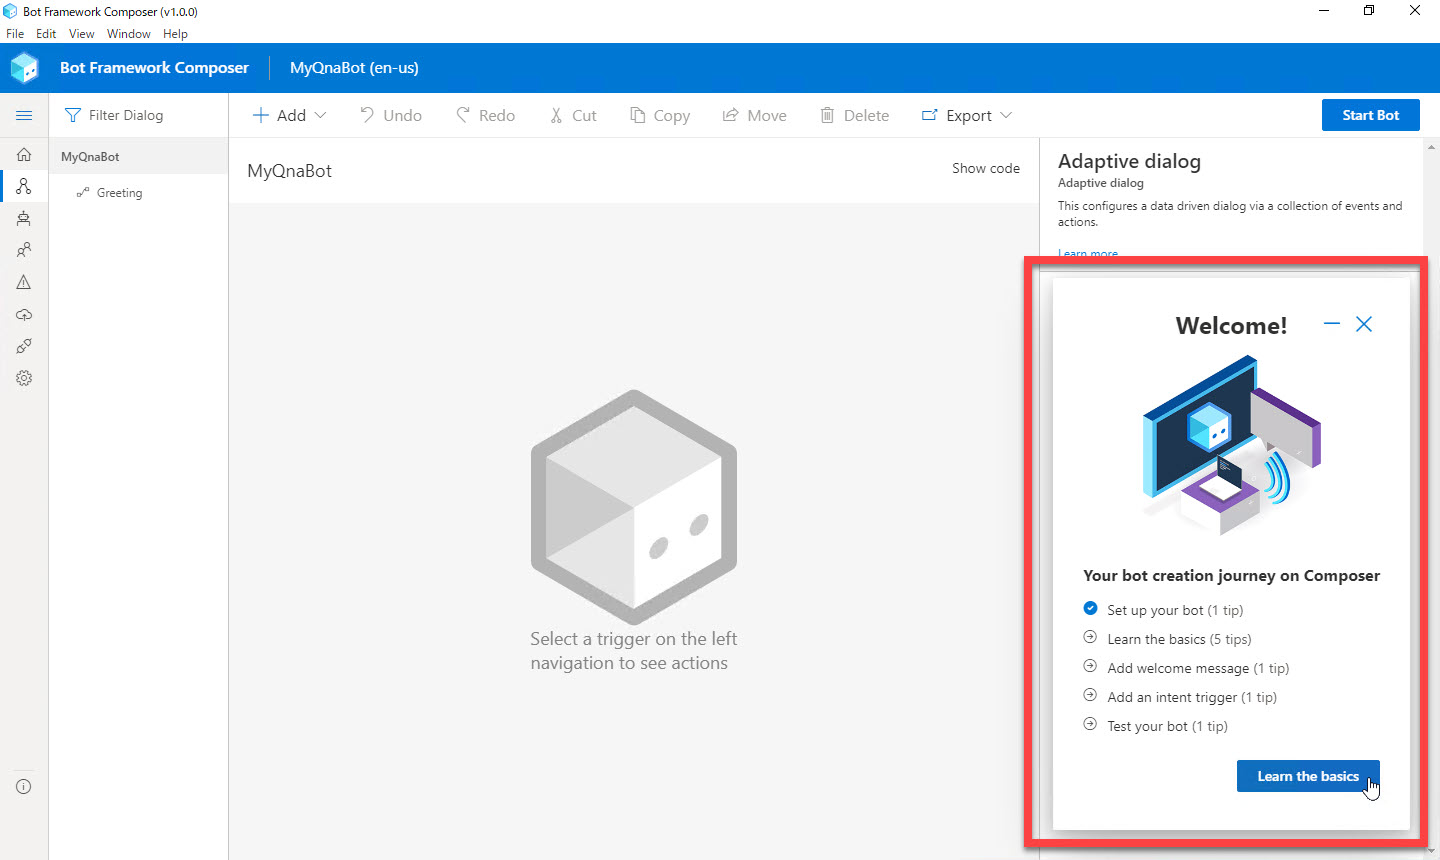 Bot Framework Composer (v1.0.0)
File Edit View Window Help
Bot Framework Composer MyQnaBot (en-us)
Filter Dialog
Add Undo Redo Cut Copy Move Delete Export Start Bot
MyQnaBot
Greeting
MyQnaBot
Show code
Select a trigger on the left
navigation to see actions
Adaptive dialog
Adaptive dialog
This configures a data driven dialog via a collection of events and
actions.
Learn more
Welcome!
Your bot creation journey on Composer
Set up your bot (1 tip)
Learn the basics (5 tips)
Add welcome message (1 tip)
Add an intent trigger (1 tip)
Test your bot (1 tip)
Learn the basics